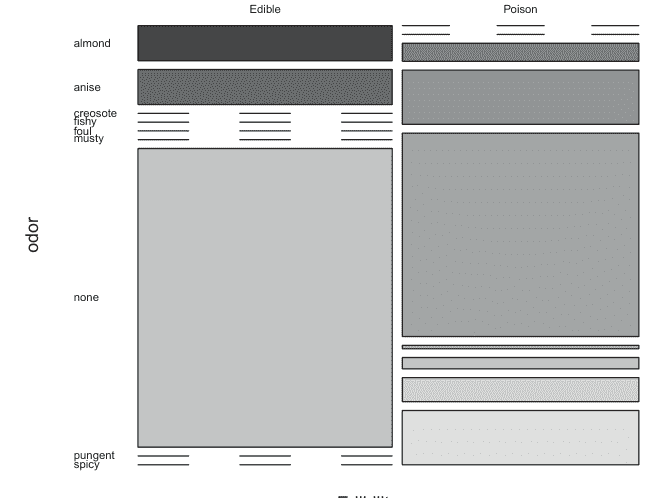 Edible Poison
almond
anise
creosote
fishy
foul
musty
odor
none
pungent
spicy